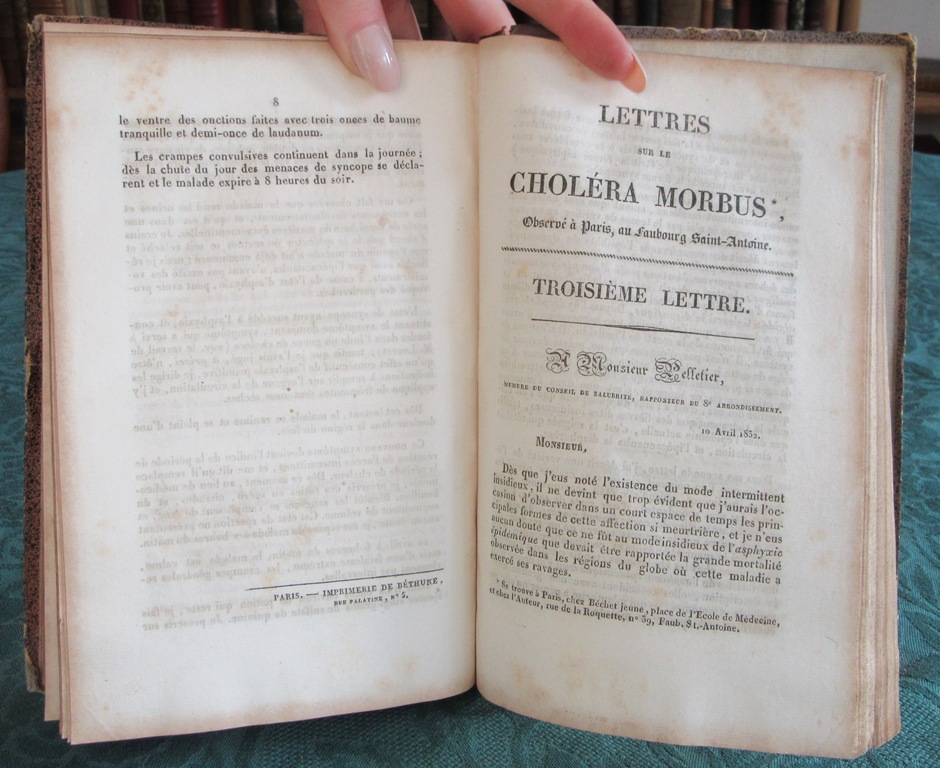 8
le ventre des onctions faites avec trois onces de baume
tranquille et demi-once de laudanum.
Les crampes convulsives continuent dans la journée ;
dès la chute du jour des menaces de syncope se décla-
rent et le malade expire à 8 heures du soir.
PARIS. — IMPRIMERIE DE BÉTHUNE,
RUE PALATINE, N° 5.
LETTRES
SUR LE
CHOLÉRA MORBUS*,
Observé à Paris, au Faubourg Saint-Antoine.
TROISIÈME LETTRE.
A Monsieur Pelletier,
MEMBRE DU CONSEIL DE SALUBRITÉ, RAPPORTEUR DU 8e ARRONDISSEMENT.
10 Avril 1832.
MONSIEUR,
Dès que j'eus noté l'existence du mode intermittent
insidieux, il ne devint que trop évident que j'aurais l'oc-
casion d'observer dans un court espace de temps les prin-
cipales formes de cette affection si meurtrière, et je n'eus
aucun doute que ce ne fût au mode insidieux de l'asphyxie
épidémique que devait être rapportée la grande mortalité
observée dans les régions du globe où cette maladie a
exercé ses ravages.
* Se trouve à Paris, chez Béchet jeune, place de l'Ecole de Médecine,
et chez l'Auteur, rue de la Roquette, n° 39, Faub. St.-Antoine.